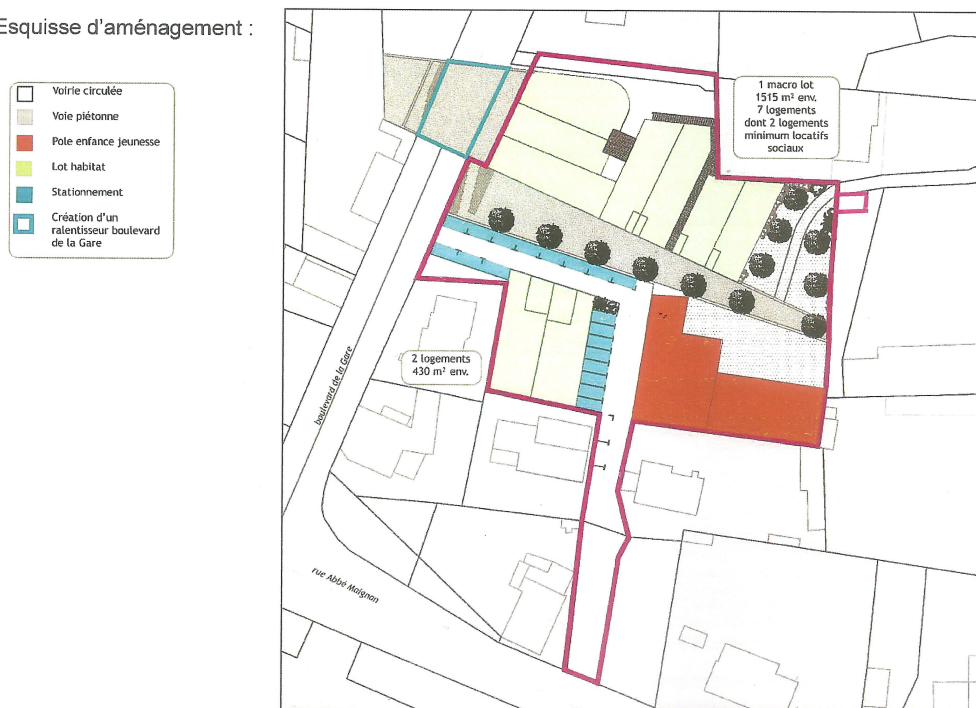 Esquisse d'aménagement :
Voirie circulée
Voie piétonne
Pole enfance jeunesse
Lot habitat
Stationnement
Création d'un
ralentisseur boulevard
de la Gare
1 macro lot
1515 m² env.
7 logements
dont 2 logements
minimum locatifs
sociaux
2 logements
430 m² env.
boulevard de la Gare
rue Abbé Maignan